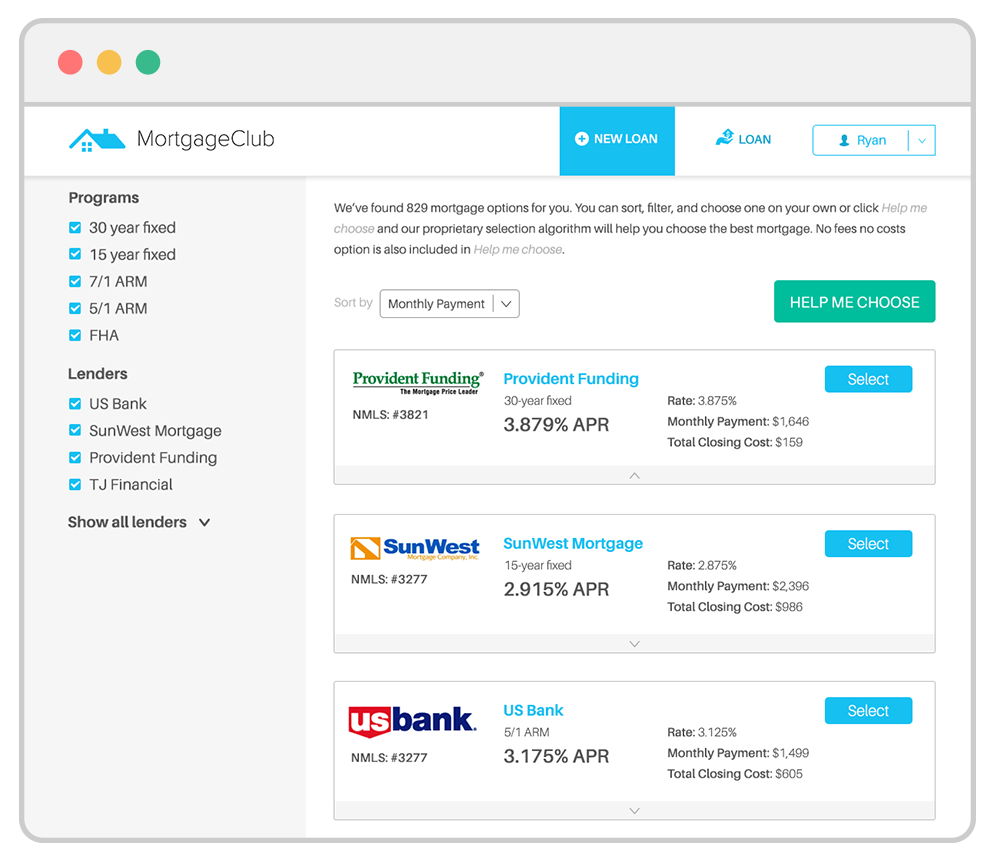 MortgageClub
NEW LOAN
LOAN
Ryan
Programs
30 year fixed
15 year fixed
7/1 ARM
5/1 ARM
FHA
Lenders
US Bank
SunWest Mortgage
Provident Funding
TJ Financial
Show all lenders
We've found 829 mortgage options for you. You can sort, filter, and choose one on your own or click Help me
choose and our proprietary selection algorithm will help you choose the best mortgage. No fees no costs
option is also included in Help me choose.
Sort by Monthly Payment
HELP ME CHOOSE
Provident Funding®
The Mortgage Price Leader
NMLS: #3821
Provident Funding
30-year fixed
3.879% APR
Rate: 3.875%
Monthly Payment: $1,646
Total Closing Cost: $159
Select
SunWest
Mortgage Company, Inc.
NMLS: #3277
SunWest Mortgage
15-year fixed
2.915% APR
Rate: 2.875%
Monthly Payment: $2,396
Total Closing Cost: $986
Select
usbank.
NMLS: #3277
US Bank
5/1 ARM
3.175% APR
Rate: 3.125%
Monthly Payment: $1,499
Total Closing Cost: $605
Select